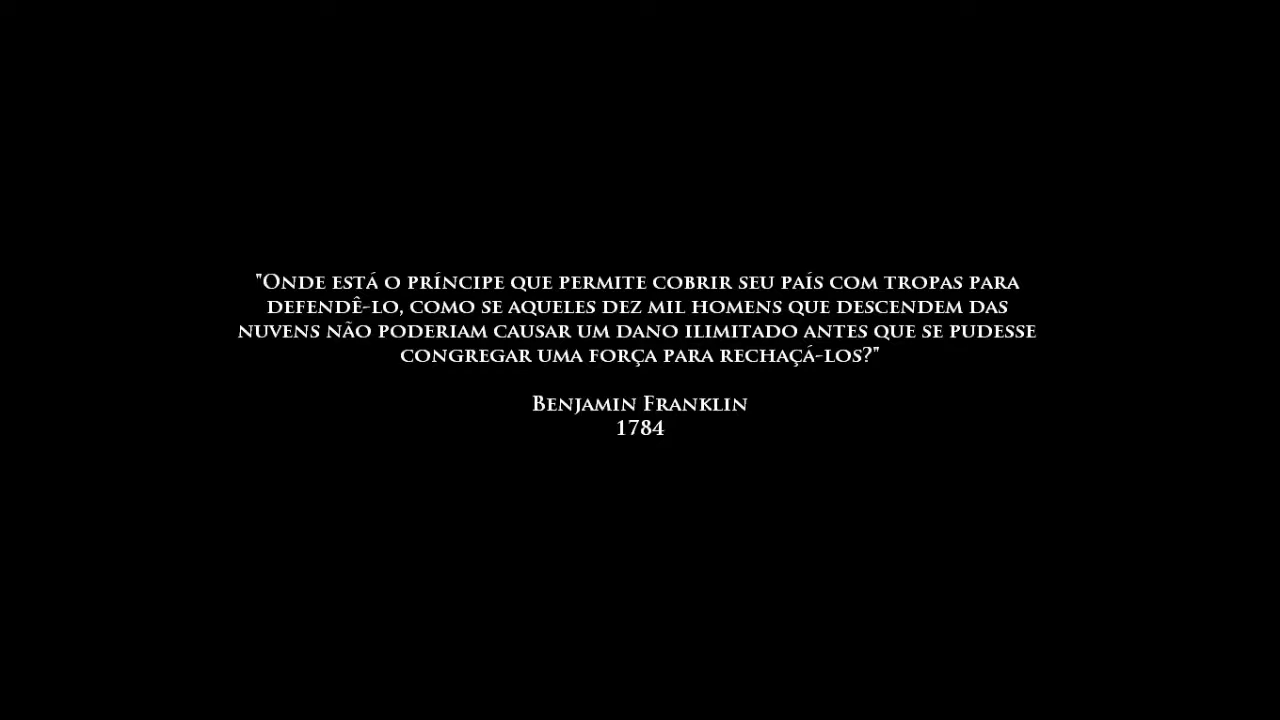 "Onde está o príncipe que permite cobrir seu país com tropas para
defendê-lo, como se aqueles dez mil homens que descendem das
nuvens não poderiam causar um dano ilimitado antes que se pudesse
congregar uma força para rechaçá-los?"
Benjamin Franklin
1784